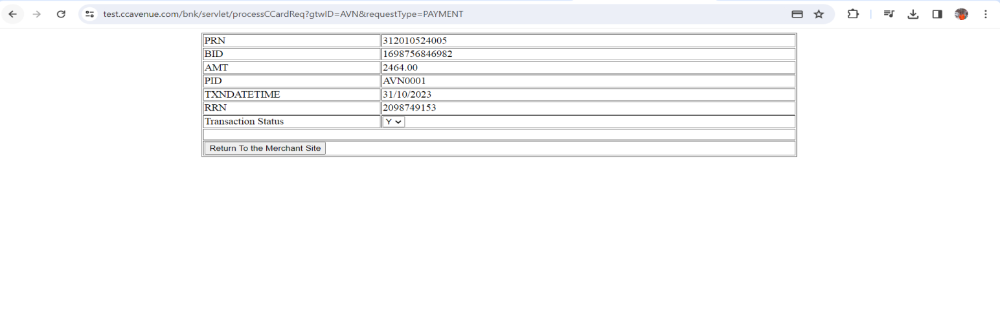 test.ccavenue.com/bnk/servlet/processCCardReq?gtwID=AVN&requestType=PAYMENT
PRN 312010524005
BID 1698756846982
AMT 2464.00
PID AVN0001
TXNDATETIME 31/10/2023
RRN 2098749153
Transaction Status Y
Return To the Merchant Site